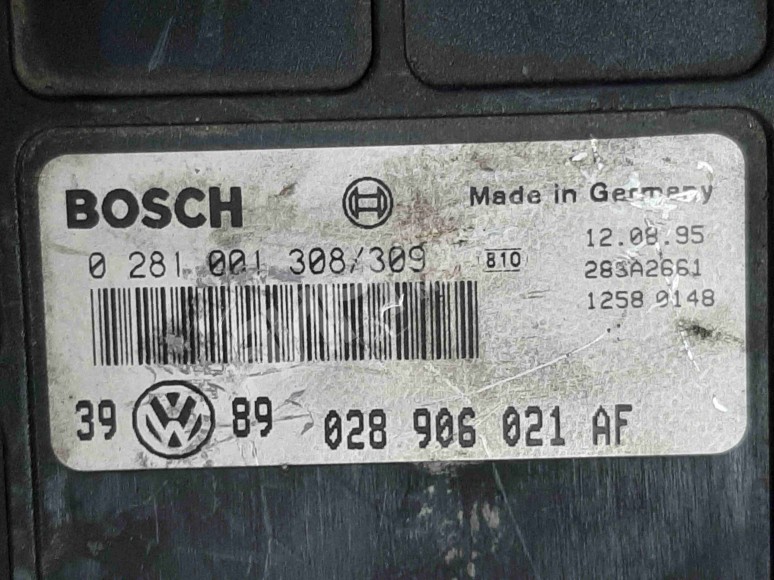 BOSCH
Made in Germany
0 281 001 308/309
810
12.08.95
283A2661
1258 0148
39 89 028 906 021 AF